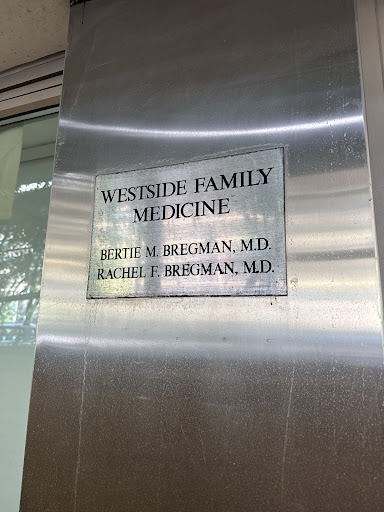 WESTSIDE FAMILY
MEDICINE
BERTIE M. BREGMAN, M.D.
RACHEL F. BREGMAN, M.D.